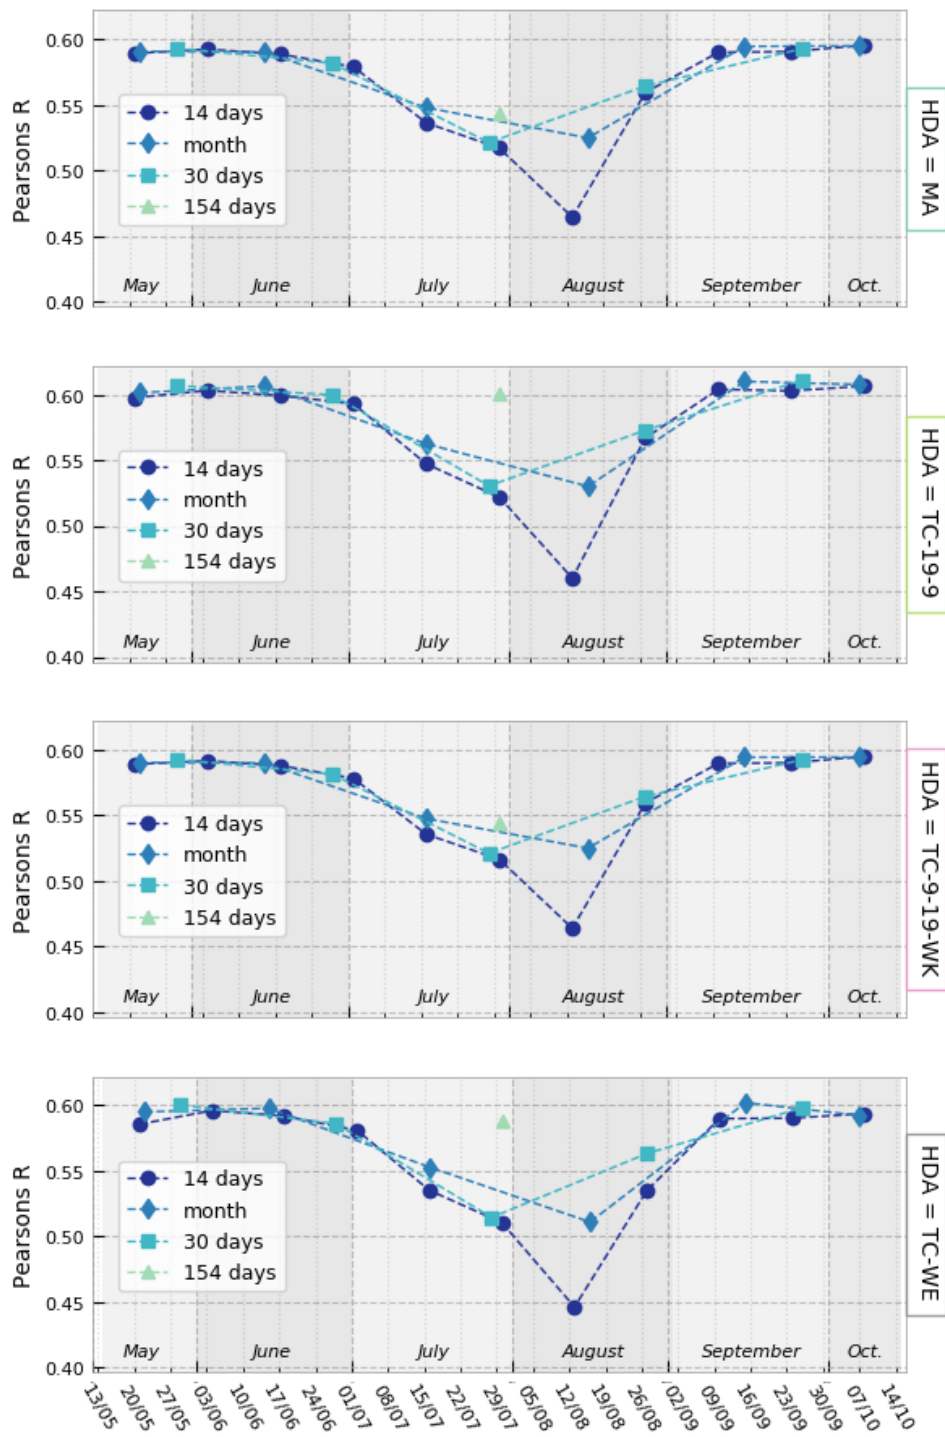 0.60
0.55
0.50
0.45
0.40
Pearsons R
14 days
month
30 days
154 days
May
June
July
August
September
Oct.
HDA = MA
0.60
0.55
0.50
0.45
0.40
Pearsons R
14 days
month
30 days
154 days
May
June
July
August
September
Oct.
HDA = TC-19-9
0.60
0.55
0.50
0.45
0.40
Pearsons R
14 days
month
30 days
154 days
May
June
July
August
September
Oct.
HDA = TC-9-19-WK
0.60
0.55
0.50
0.45
0.40
Pearsons R
14 days
month
30 days
154 days
May
June
July
August
September
Oct.
HDA = TC-WE
13/05
20/05
27/05
03/06
10/06
17/06
24/06
01/07
08/07
15/07
22/07
29/07
05/08
12/08
19/08
26/08
02/09
09/09
16/09
23/09
30/09
07/10
14/10